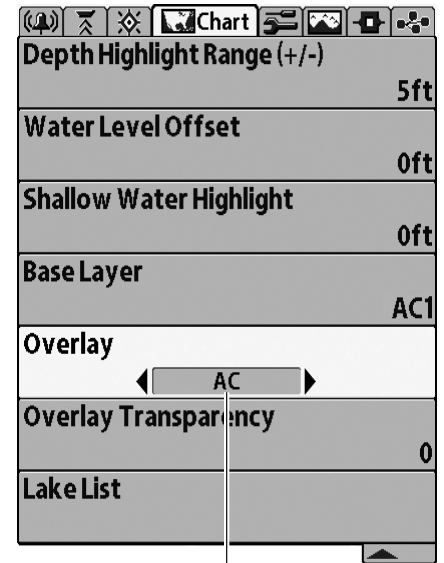 Chart
Depth Highlight Range (+/-)
5ft
Water Level Offset
0ft
Shallow Water Highlight
0ft
Base Layer
AC1
Overlay
AC
Overlay Transparency
0
Lake List